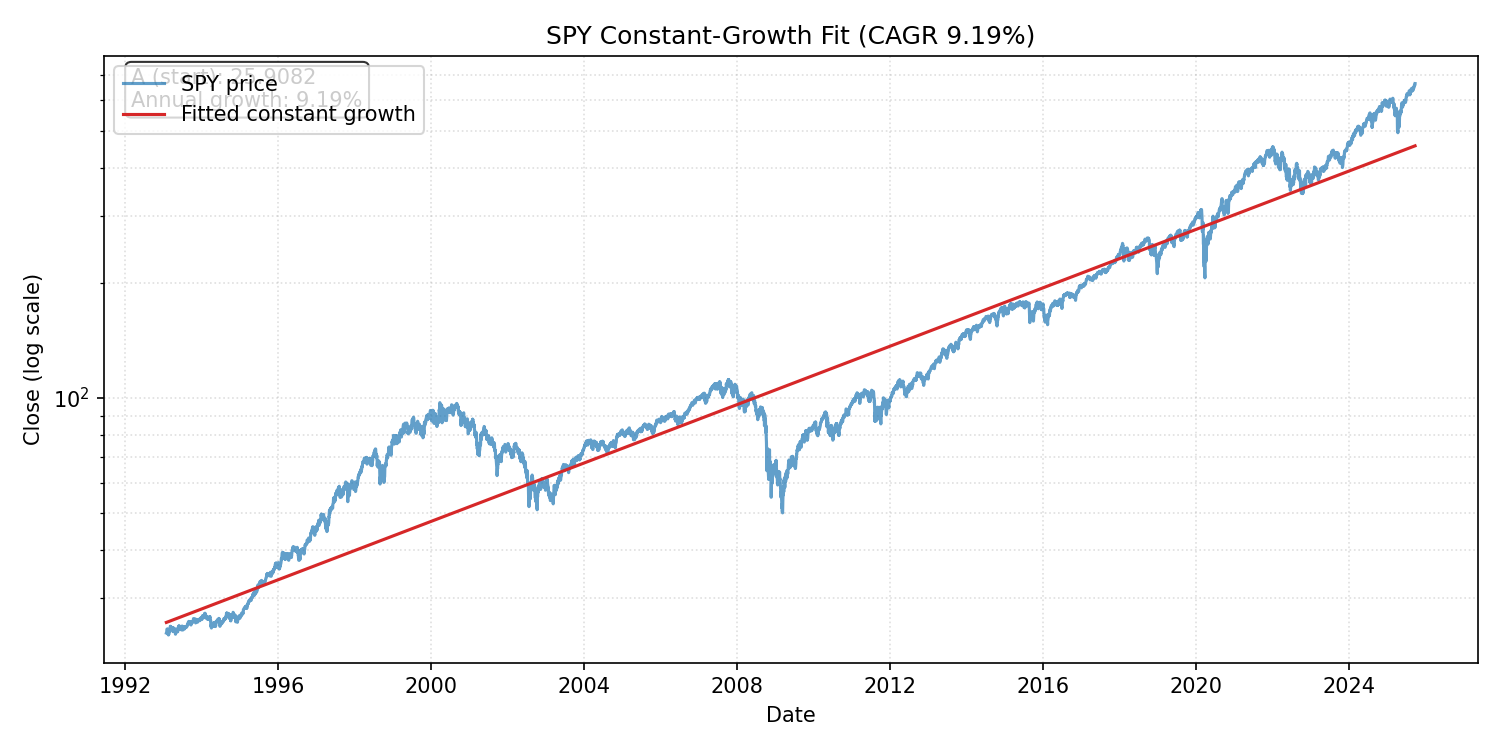 SPY Constant-Growth Fit (CAGR 9.19%)
A (start): 25.9082
Annual growth: 9.19%
SPY price
Fitted constant growth
Close (log scale)
10²
1992 1996 2000 2004 2008 2012 2016 2020 2024
Date